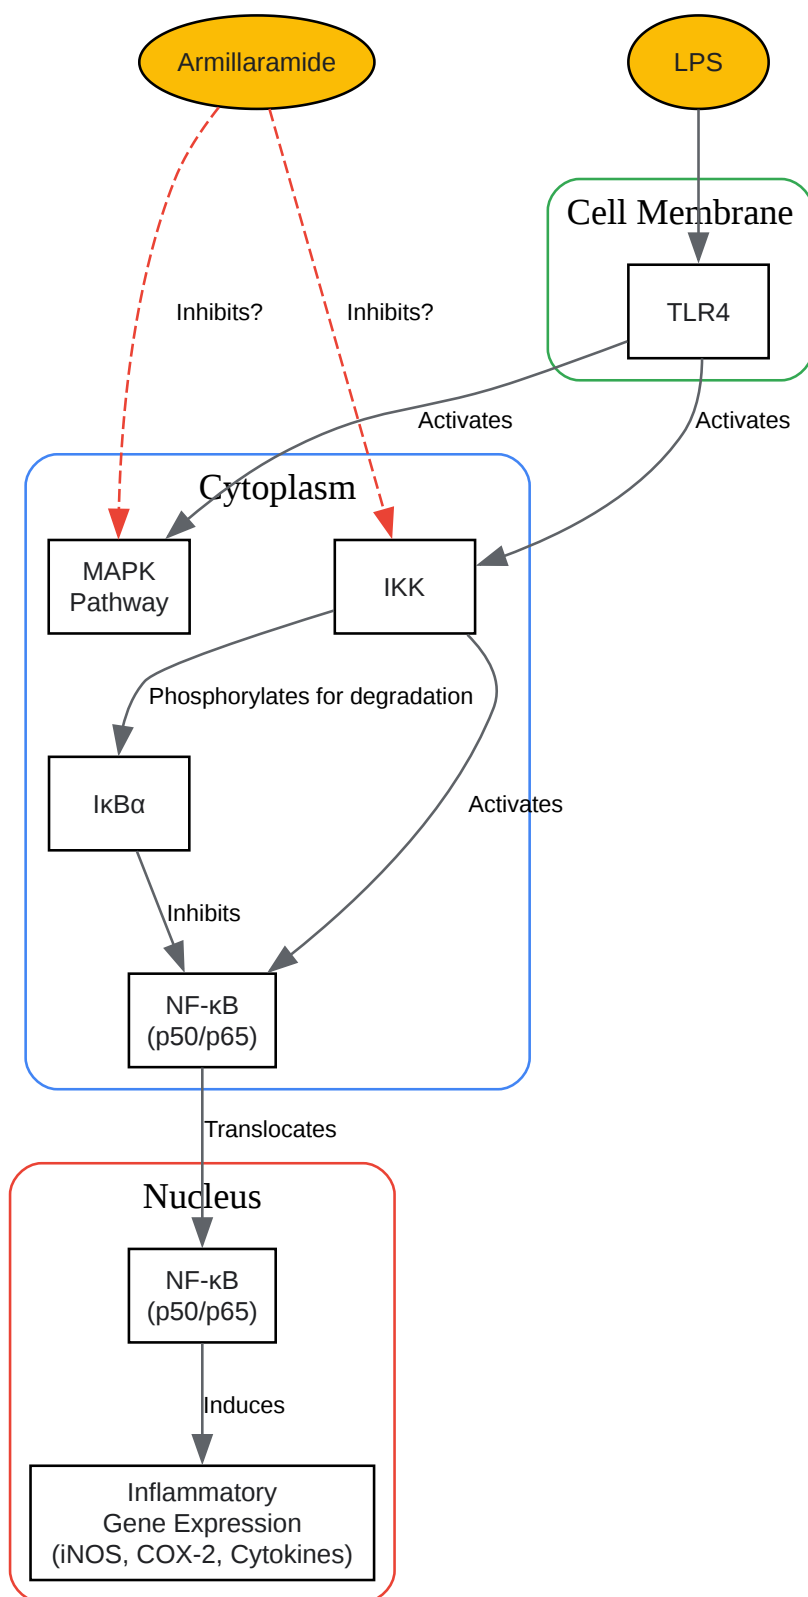 Armillaramide
LPS
Cell Membrane
TLR4
Inhibits?
Inhibits?
Activates
Activates
Cytoplasm
MAPK
Pathway
IKK
Phosphorylates for degradation
IκBα
Activates
Inhibits
NF-κB
(p50/p65)
Translocates
Nucleus
NF-κB
(p50/p65)
Induces
Inflammatory
Gene Expression
(iNOS, COX-2, Cytokines)